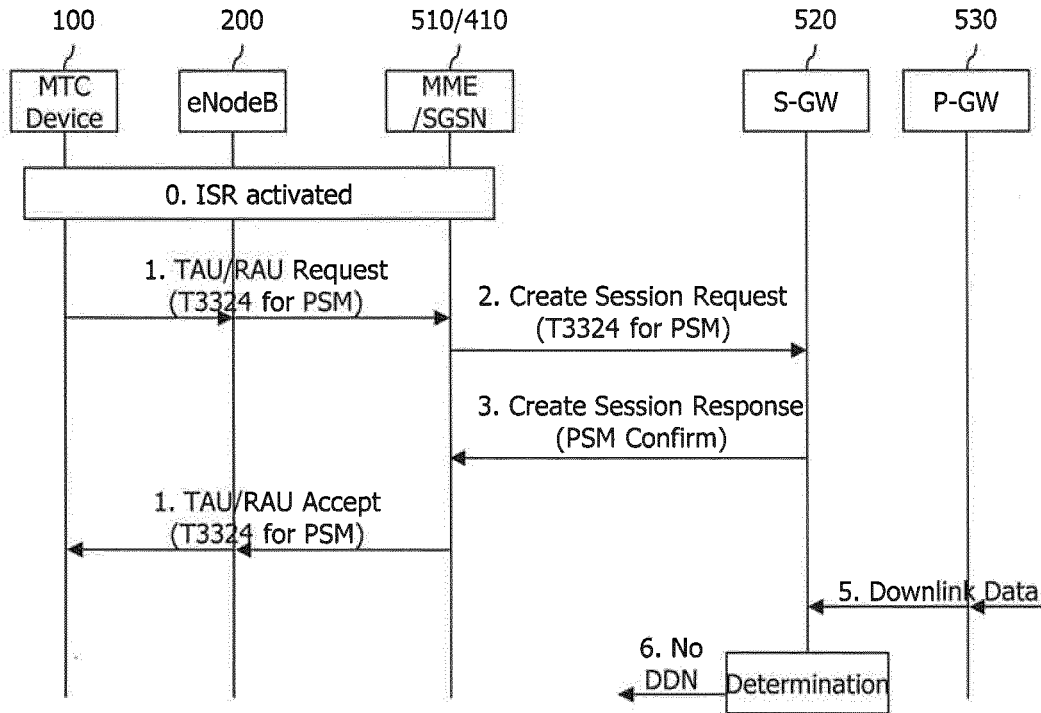 100
200
510/410
520
530
MTC
Device
eNodeB
MME
/SGSN
S-GW
P-GW
0. ISR activated
1. TAU/RAU Request
(T3324 for PSM)
2. Create Session Request
(T3324 for PSM)
3. Create Session Response
(PSM Confirm)
1. TAU/RAU Accept
(T3324 for PSM)
5. Downlink Data
6. No
DDN
Determination